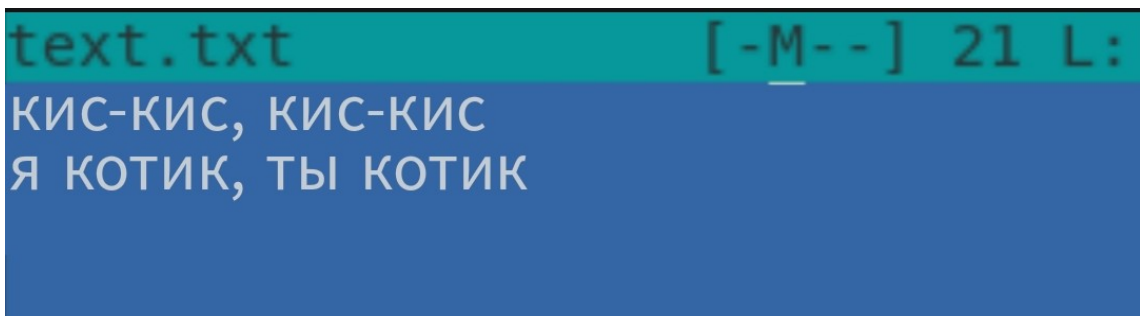 text.txt [-M--] 21 L:
кис-кис, кис-кис
я котик, ты котик